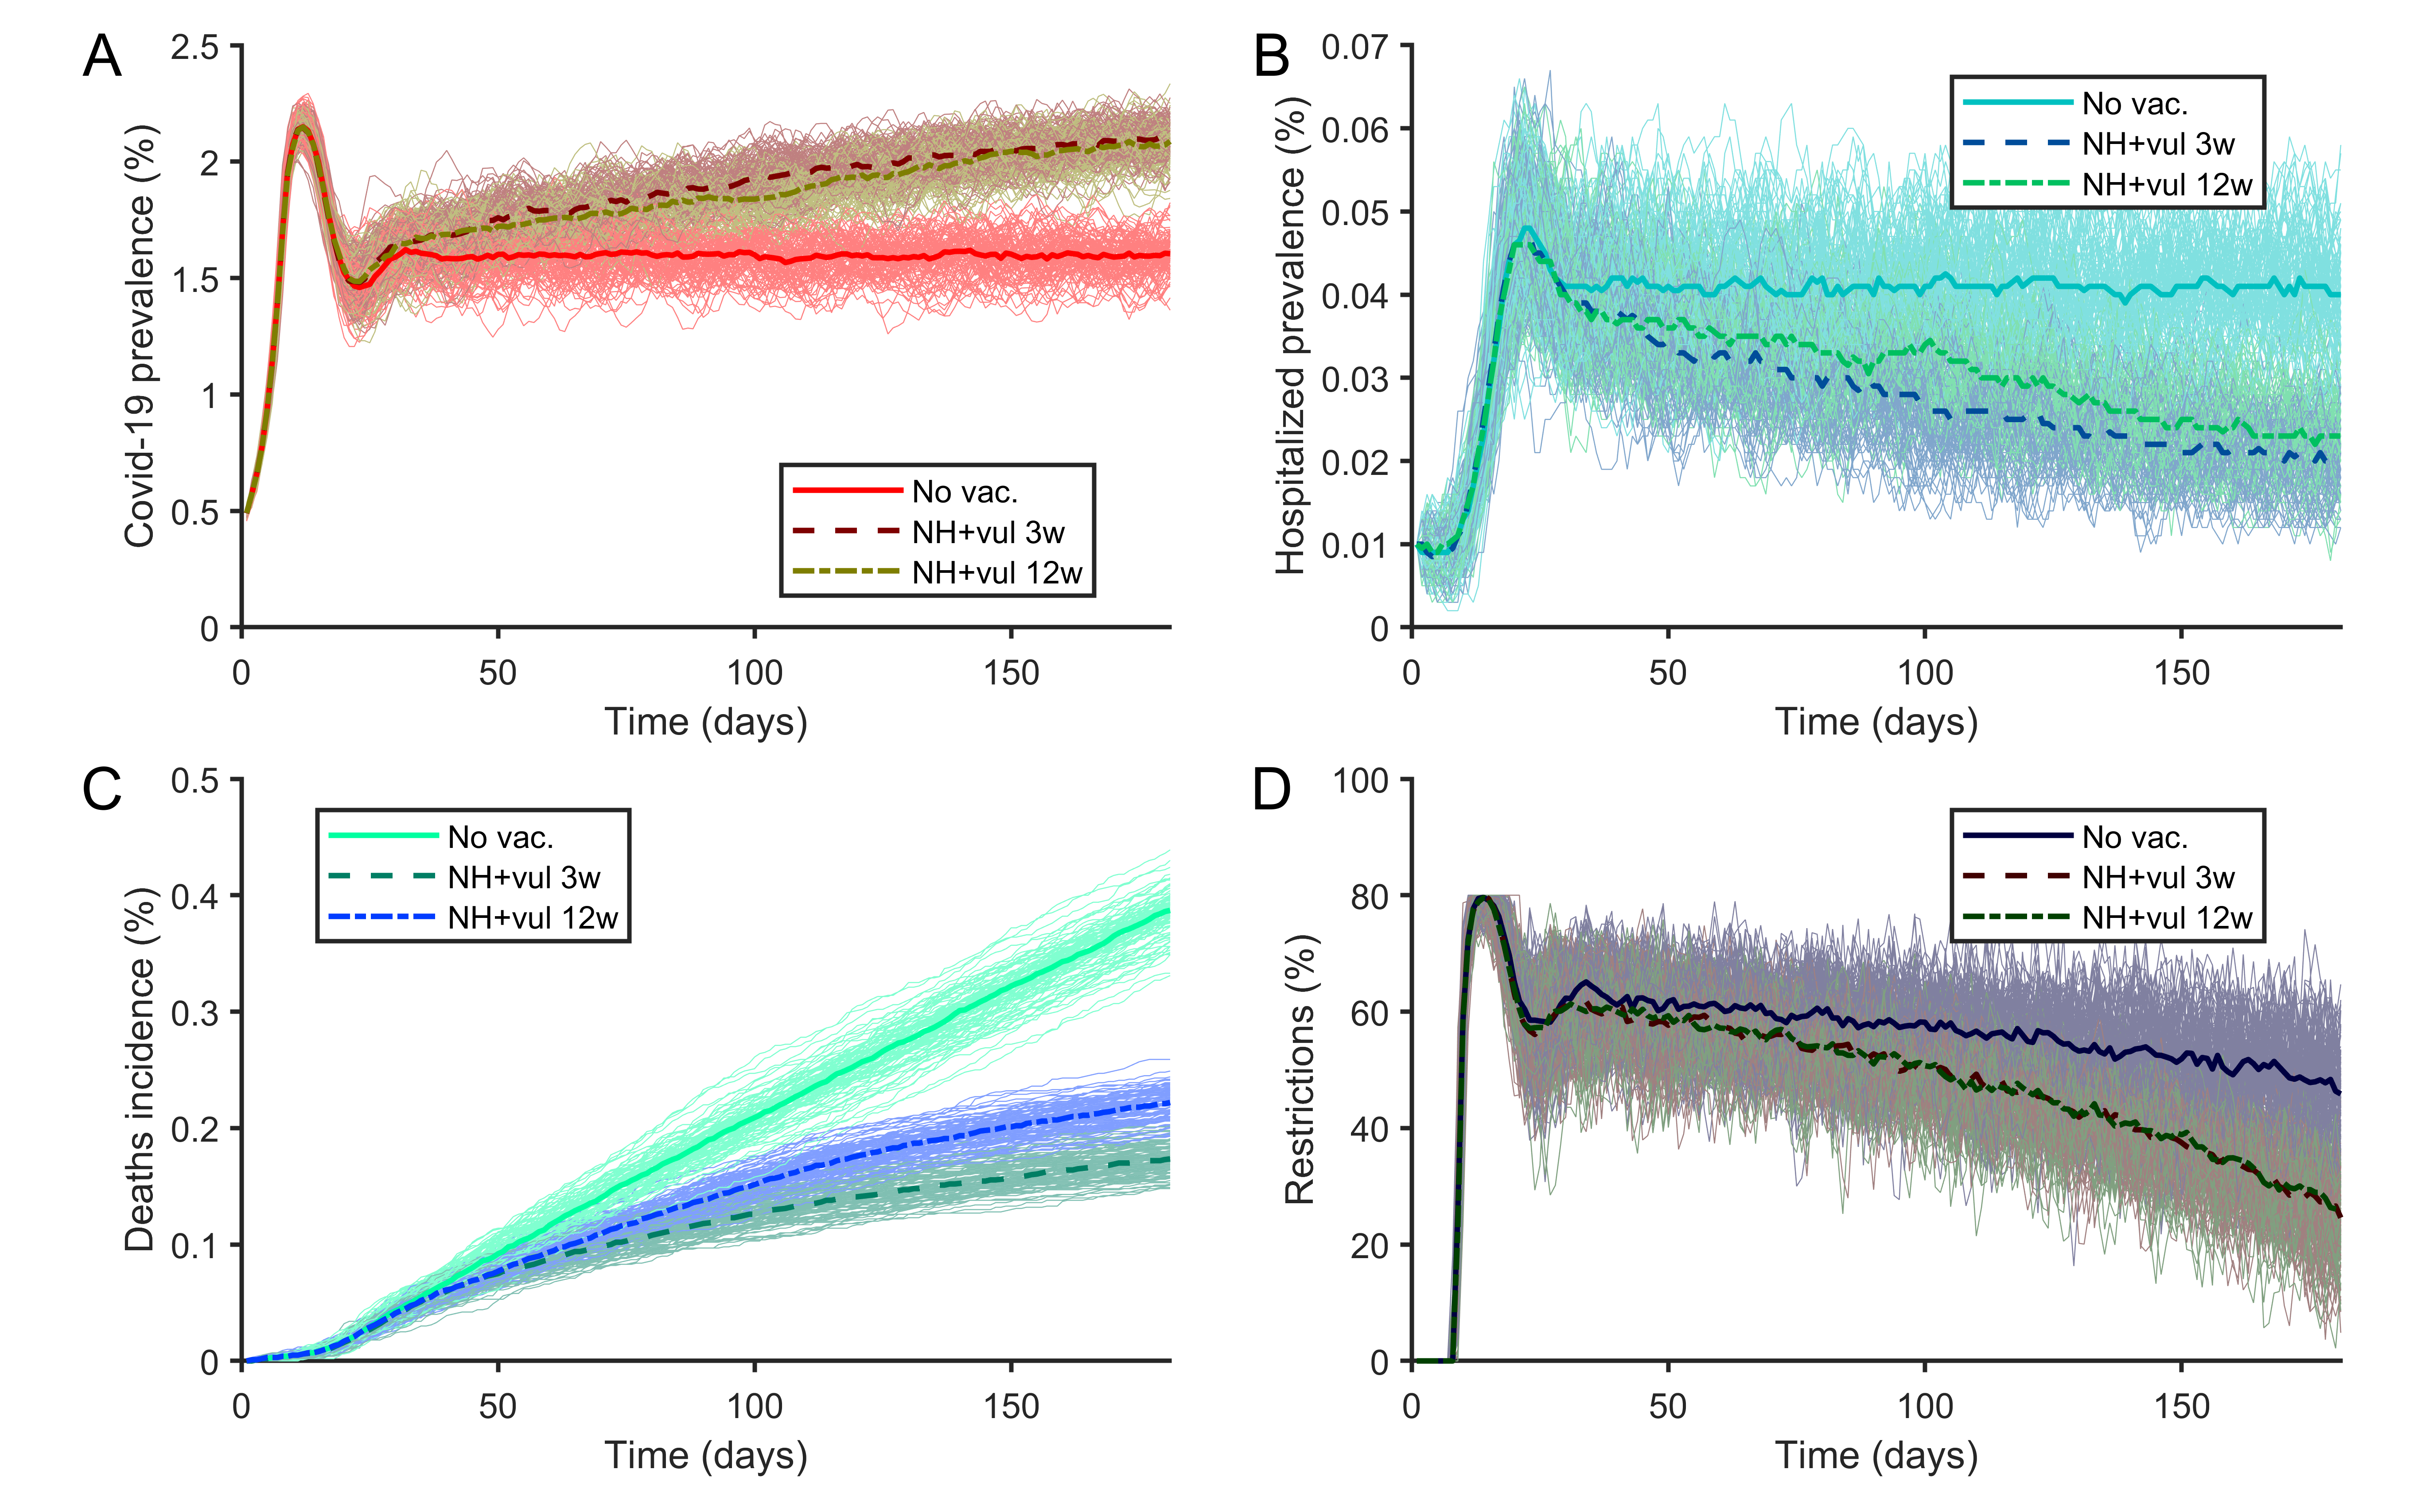 A
2.5
2
1.5
1
0.5
0
Covid-19 prevalence (%)
No vac.
NH+vul 3w
NH+vul 12w
0 50 100 150
Time (days)
B
0.07
0.06
0.05
0.04
0.03
0.02
0.01
0
Hospitalized prevalence (%)
No vac.
NH+vul 3w
NH+vul 12w
0 50 100 150
Time (days)
C
0.5
0.4
0.3
0.2
0.1
0
Deaths incidence (%)
No vac.
NH+vul 3w
NH+vul 12w
0 50 100 150
Time (days)
D
100
80
60
40
20
0
Restrictions (%)
No vac.
NH+vul 3w
NH+vul 12w
0 50 100 150
Time (days)